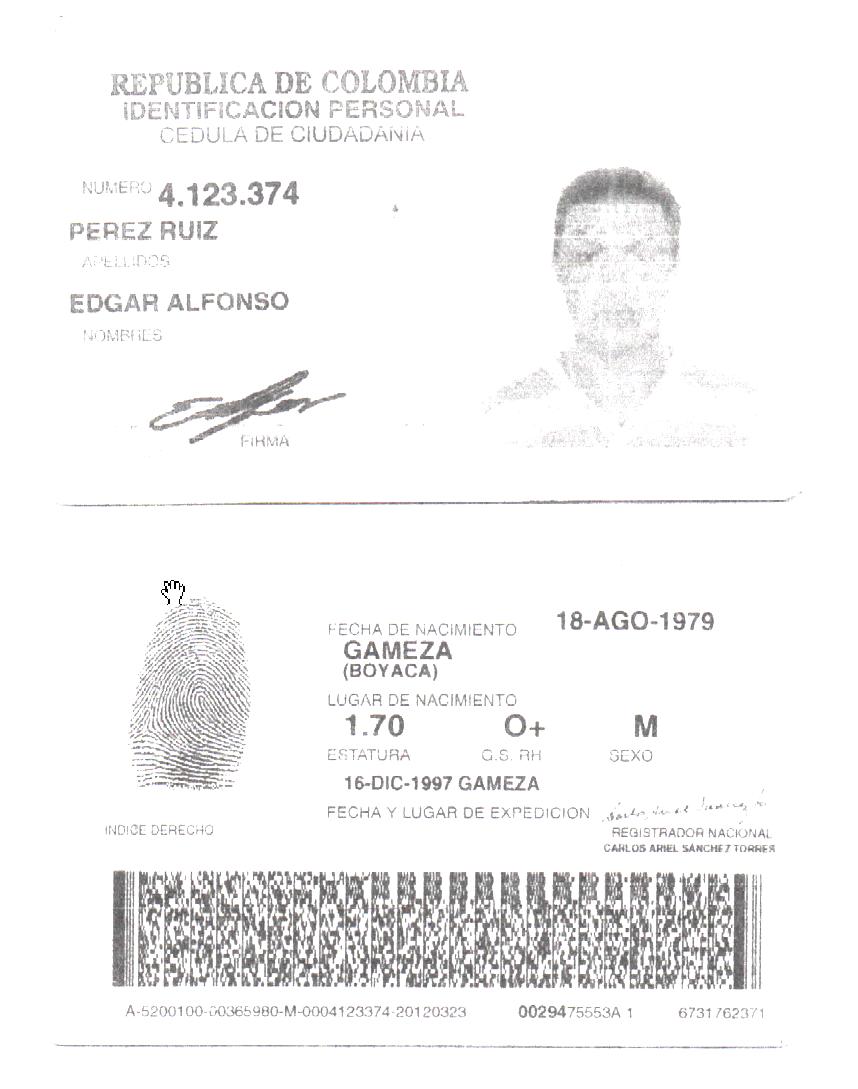 REPUBLICA DE COLOMBIA
IDENTIFICACION PERSONAL
CEDULA DE CIUDADANIA
NUMERO 4.123.374
PEREZ RUIZ
APELLIDOS
EDGAR ALFONSO
NOMBRES
FIRMA
FECHA DE NACIMIENTO 18-AGO-1979
GAMEZA
(BOYACA)
LUGAR DE NACIMIENTO
1.70 O+ M
ESTATURA G.S. RH SEXO
16-DIC-1997 GAMEZA
FECHA Y LUGAR DE EXPEDICION
INDICE DERECHO
REGISTRADOR NACIONAL
CARLOS ARIEL SÁNCHEZ TORRES
A-5200100-00365980-M-0004123374-20120323 0029475553A 1 6731762371